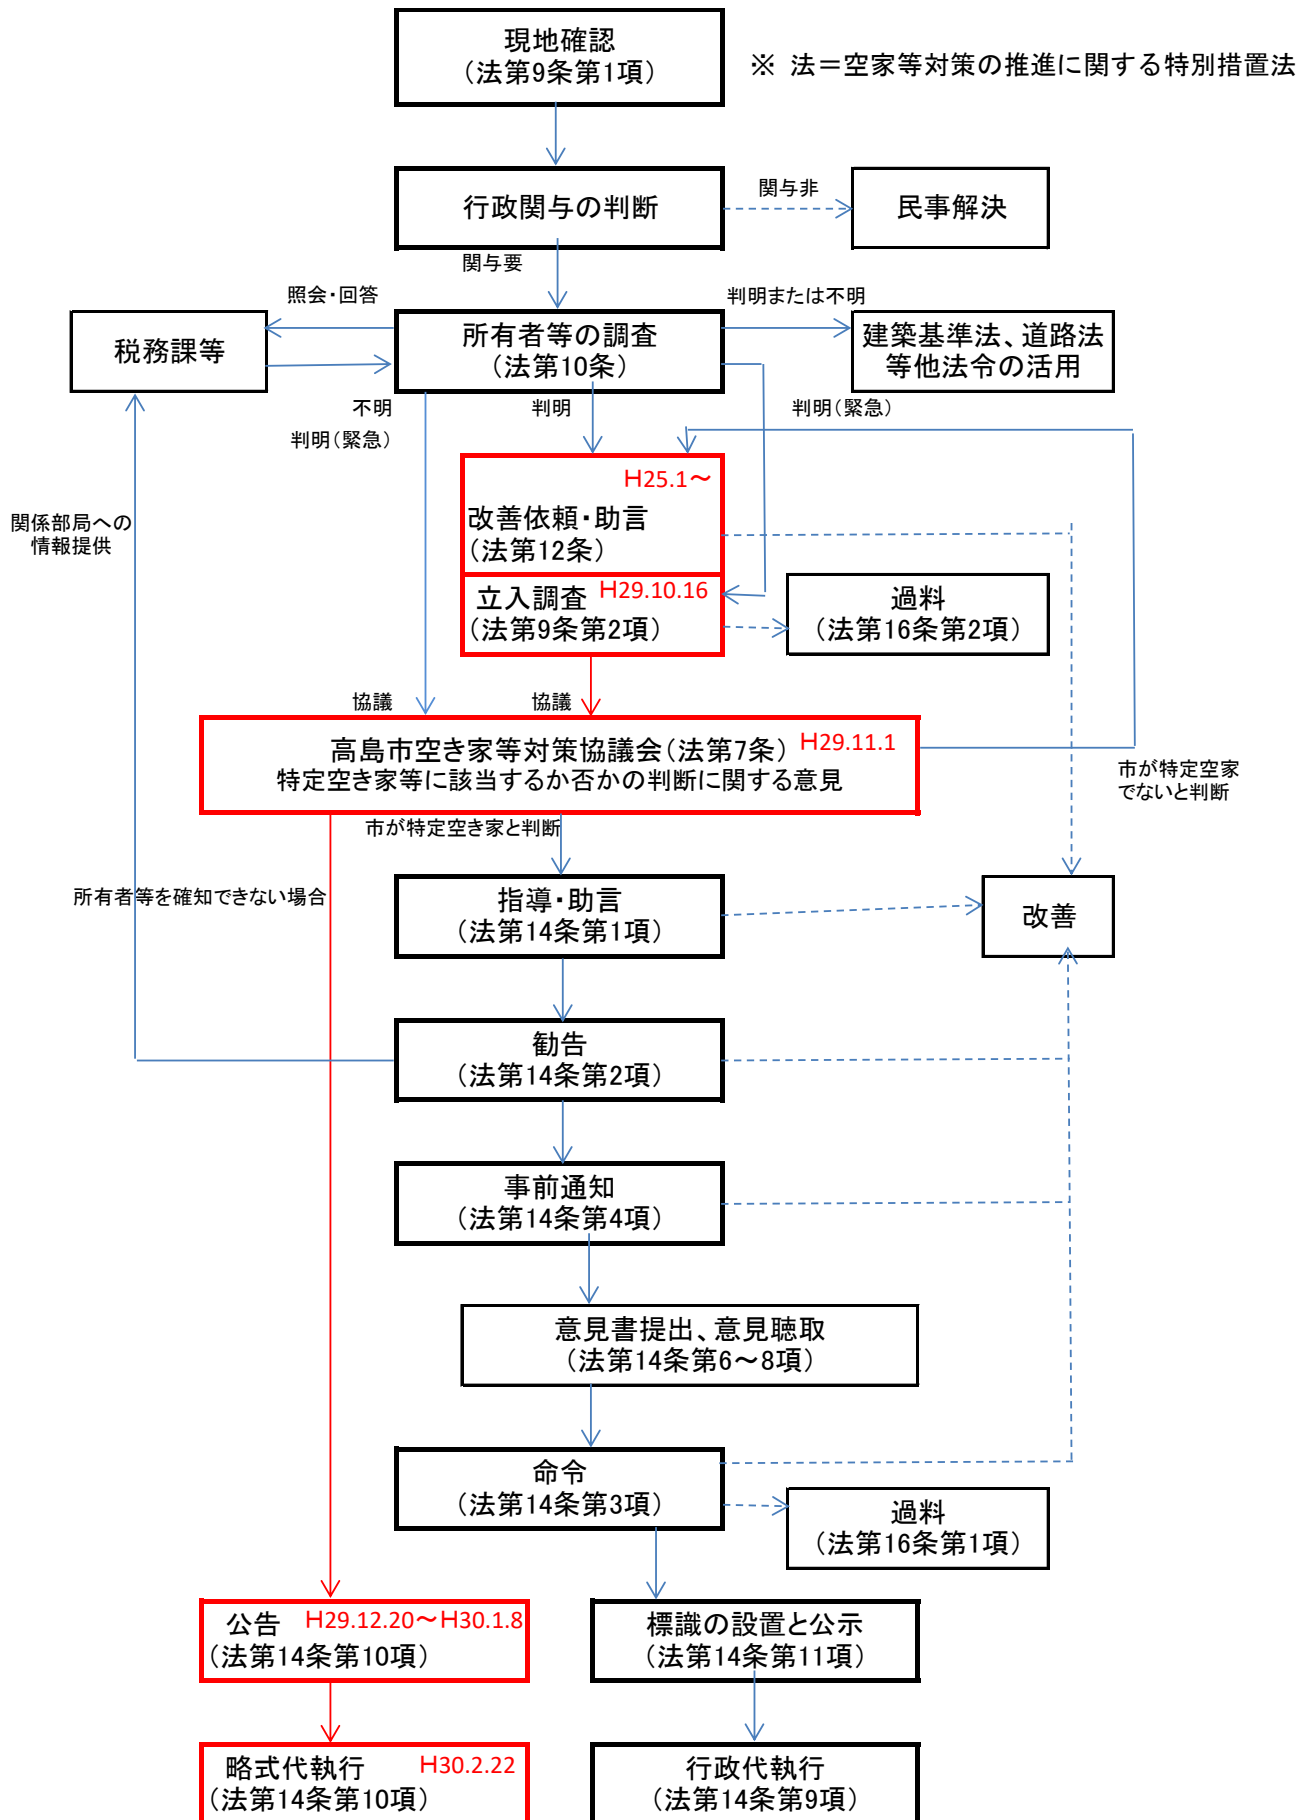 現地確認
(法第9条第1項)
※ 法＝空家等対策の推進に関する特別措置法
行政関与の判断
関与非
民事解決
関与要
照会・回答
判明または不明
税務課等
所有者等の調査
(法第10条)
建築基準法、道路法
等他法令の活用
不明
判明(緊急)
判明
判明(緊急)
H25.1～
改善依頼・助言
(法第12条)
関係部局への
情報提供
立入調査 H29.10.16
(法第9条第2項)
過料
(法第16条第2項)
協議
協議
高島市空き家等対策協議会(法第7条) H29.11.1
特定空き家等に該当するか否かの判断に関する意見
市が特定空家
でないと判断
市が特定空き家と判断
所有者等を確知できない場合
指導・助言
(法第14条第1項)
改善
勧告
(法第14条第2項)
事前通知
(法第14条第4項)
意見書提出、意見聴取
(法第14条第6～8項)
命令
(法第14条第3項)
過料
(法第16条第1項)
公告 H29.12.20～H30.1.8
(法第14条第10項)
標識の設置と公示
(法第14条第11項)
略式代執行 H30.2.22
(法第14条第10項)
行政代執行
(法第14条第9項)